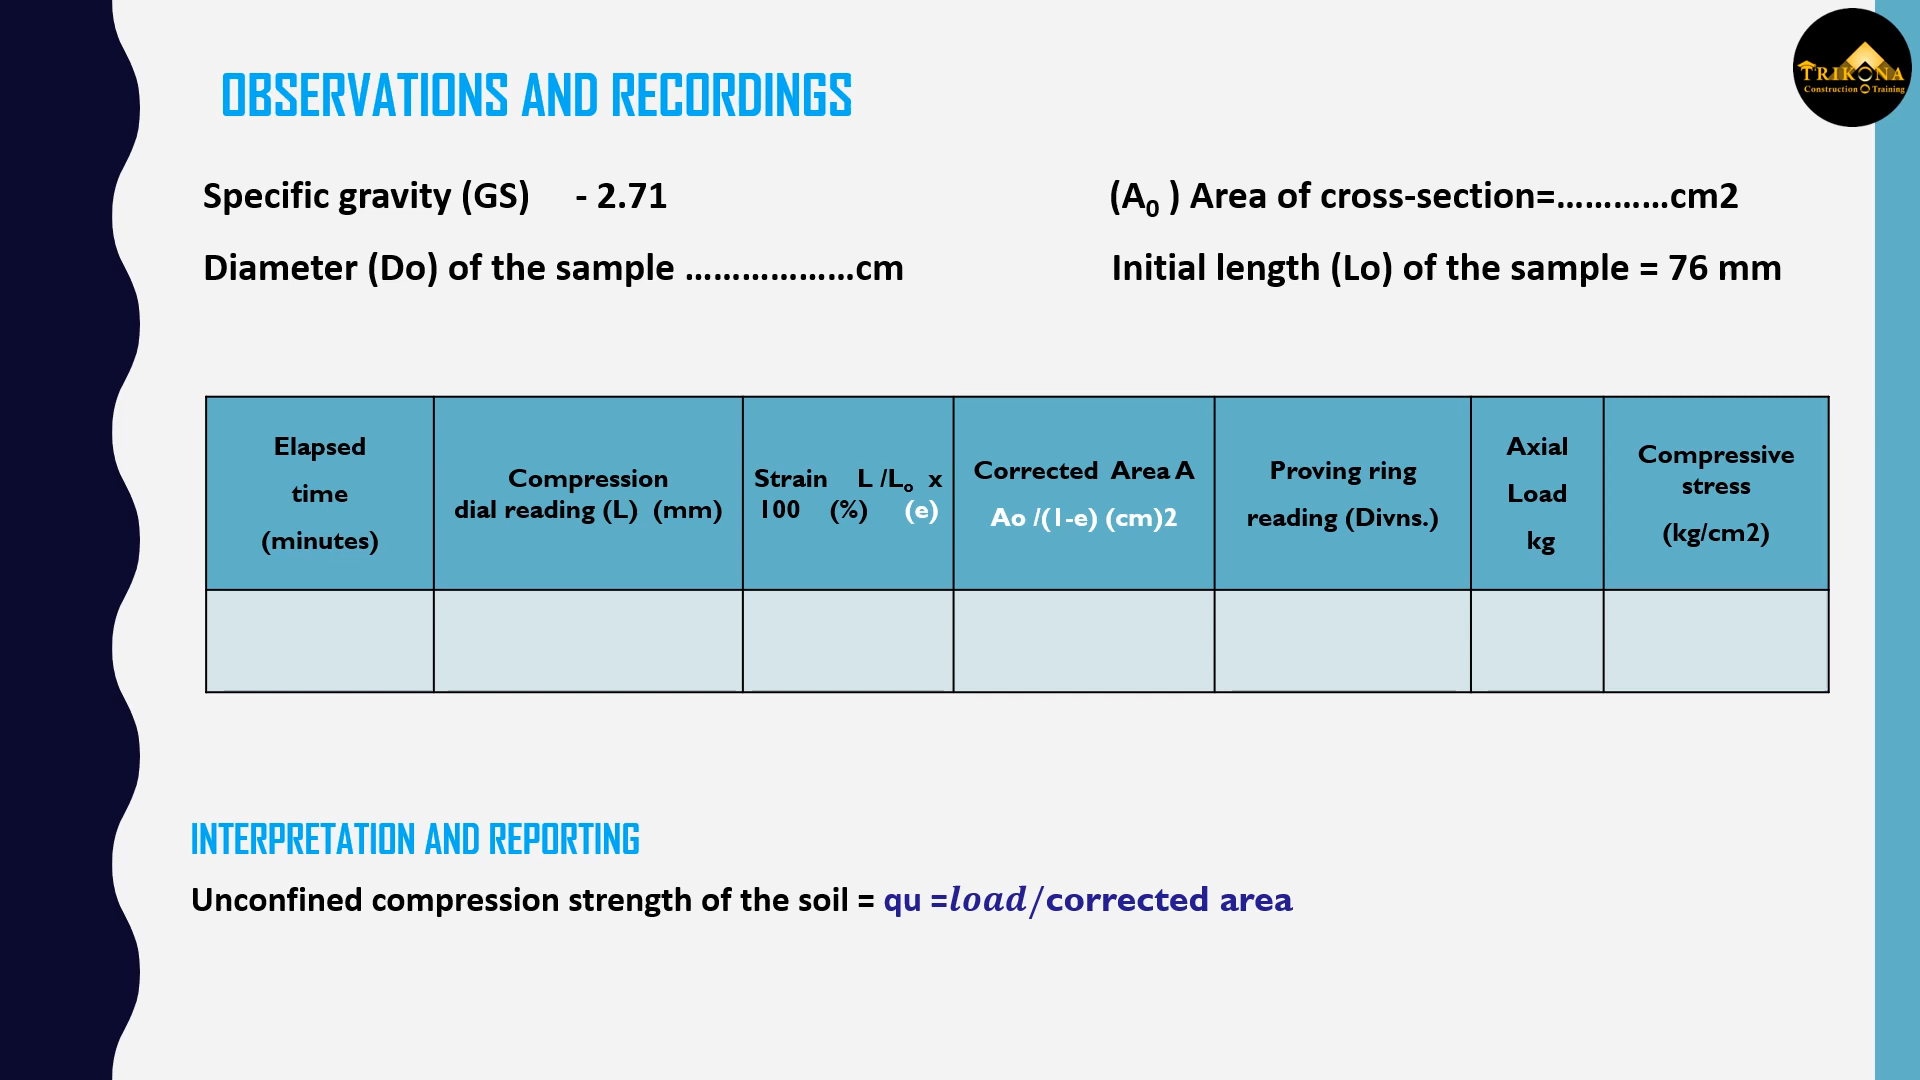 TRIKONA
Construction Training
OBSERVATIONS AND RECORDINGS
Specific gravity (GS) - 2.71
(A0 ) Area of cross-section=…………cm2
Diameter (Do) of the sample ………………cm
Initial length (Lo) of the sample = 76 mm
Elapsed
time
(minutes)
Compression
dial reading (L) (mm)
Strain L /Lo x
100 (%) (e)
Corrected Area A
Ao /(1-e) (cm)2
Proving ring
reading (Divns.)
Axial
Load
kg
Compressive
stress
(kg/cm2)
INTERPRETATION AND REPORTING
Unconfined compression strength of the soil = qu =load/corrected area